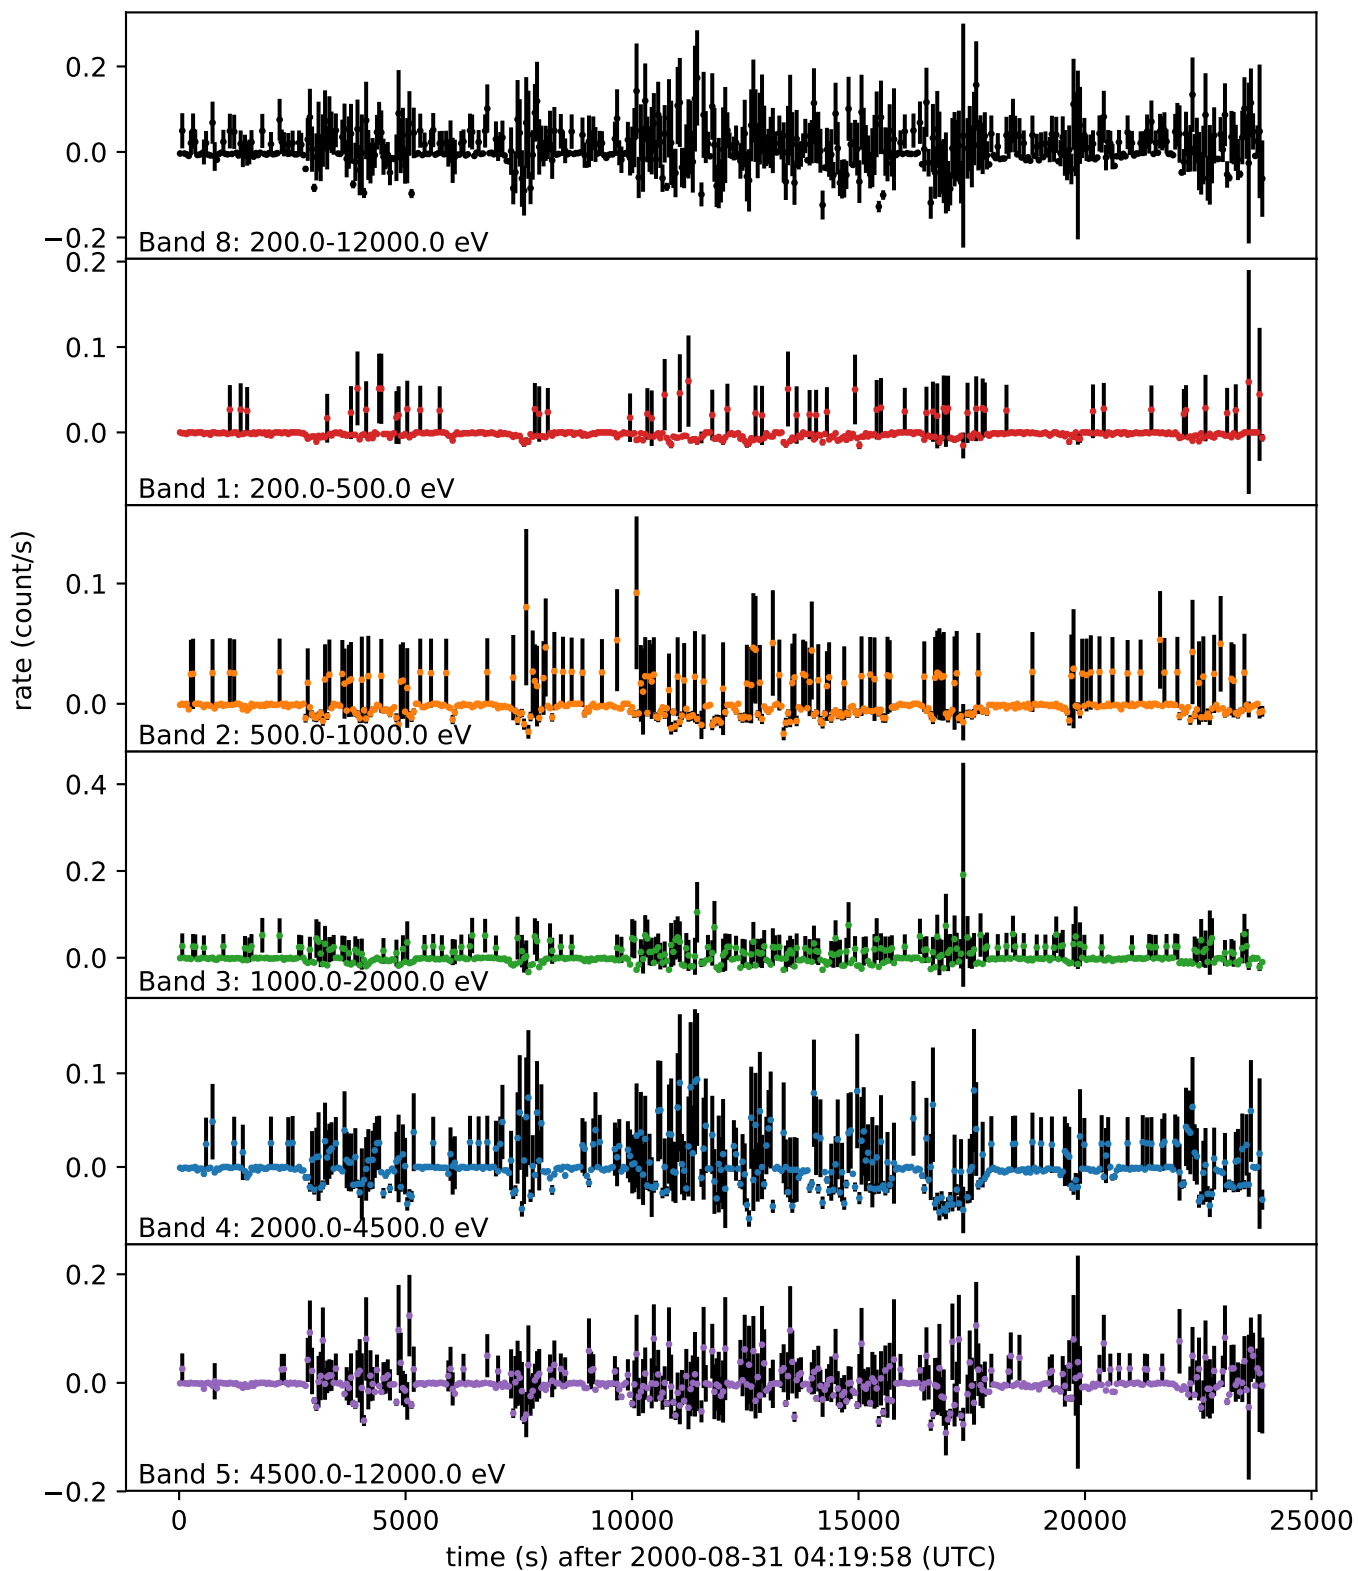 0.2
0.0
−0.2
Band 8: 200.0-12000.0 eV
0.2
0.1
0.0
Band 1: 200.0-500.0 eV
0.1
0.0
Band 2: 500.0-1000.0 eV
rate (count/s)
0.4
0.2
0.0
Band 3: 1000.0-2000.0 eV
0.1
0.0
Band 4: 2000.0-4500.0 eV
0.2
0.0
−0.2
Band 5: 4500.0-12000.0 eV
0 5000 10000 15000 20000 25000
time (s) after 2000-08-31 04:19:58 (UTC)